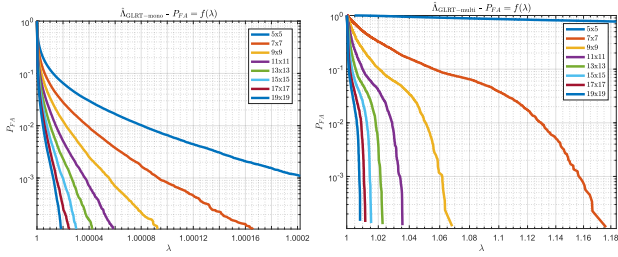 Λ̂GLRT−mono - PFA = f(λ)
10^0
10^-1
10^-2
10^-3
PFA
5x5
7x7
9x9
11x11
13x13
15x15
17x17
19x19
1 1.00004 1.00008 1.00012 1.00016 1.0002
λ
Λ̂GLRT−multi - PFA = f(λ)
10^0
10^-1
10^-2
10^-3
PFA
5x5
7x7
9x9
11x11
13x13
15x15
17x17
19x19
1 1.02 1.04 1.06 1.08 1.1 1.12 1.14 1.16 1.18
λ